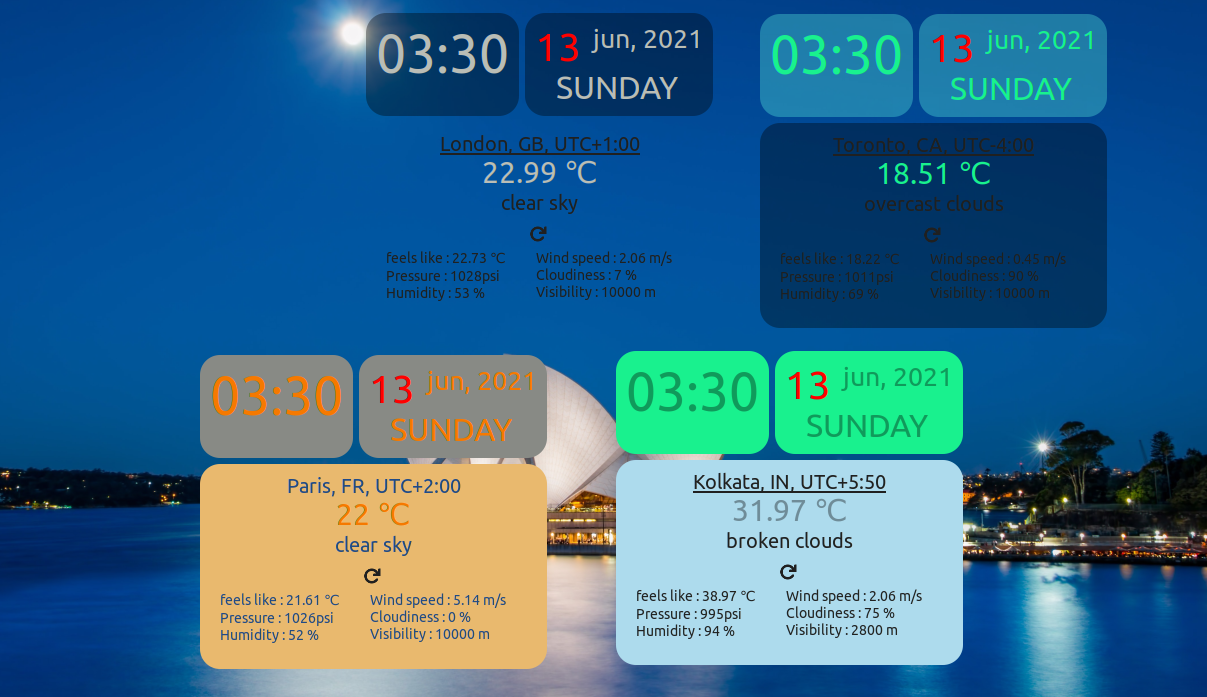 03:30
13 jun, 2021
SUNDAY
London, GB, UTC+1:00
22.99 °C
clear sky
feels like : 22.73 °C
Pressure : 1028psi
Humidity : 53 %
Wind speed : 2.06 m/s
Cloudiness : 7 %
Visibility : 10000 m
03:30
13 jun, 2021
SUNDAY
Toronto, CA, UTC-4:00
18.51 °C
overcast clouds
feels like : 18.22 °C
Pressure : 1011psi
Humidity : 69 %
Wind speed : 0.45 m/s
Cloudiness : 90 %
Visibility : 10000 m
03:30
13 jun, 2021
SUNDAY
Paris, FR, UTC+2:00
22 °C
clear sky
feels like : 21.61 °C
Pressure : 1026psi
Humidity : 52 %
Wind speed : 5.14 m/s
Cloudiness : 0 %
Visibility : 10000 m
03:30
13 jun, 2021
SUNDAY
Kolkata, IN, UTC+5:50
31.97 °C
broken clouds
feels like : 38.97 °C
Pressure : 995psi
Humidity : 94 %
Wind speed : 2.06 m/s
Cloudiness : 75 %
Visibility : 2800 m